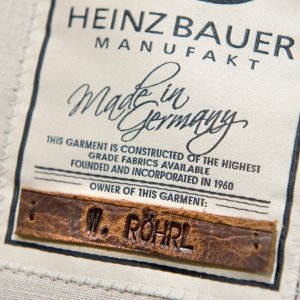 HEINZ BAUER
MANUFAKT
Made in
Germany
THIS GARMENT IS CONSTRUCTED OF THE HIGHEST
GRADE FABRICS AVAILABLE
FOUNDED AND INCORPORATED IN 1960
OWNER OF THIS GARMENT:
W. RÖHRL